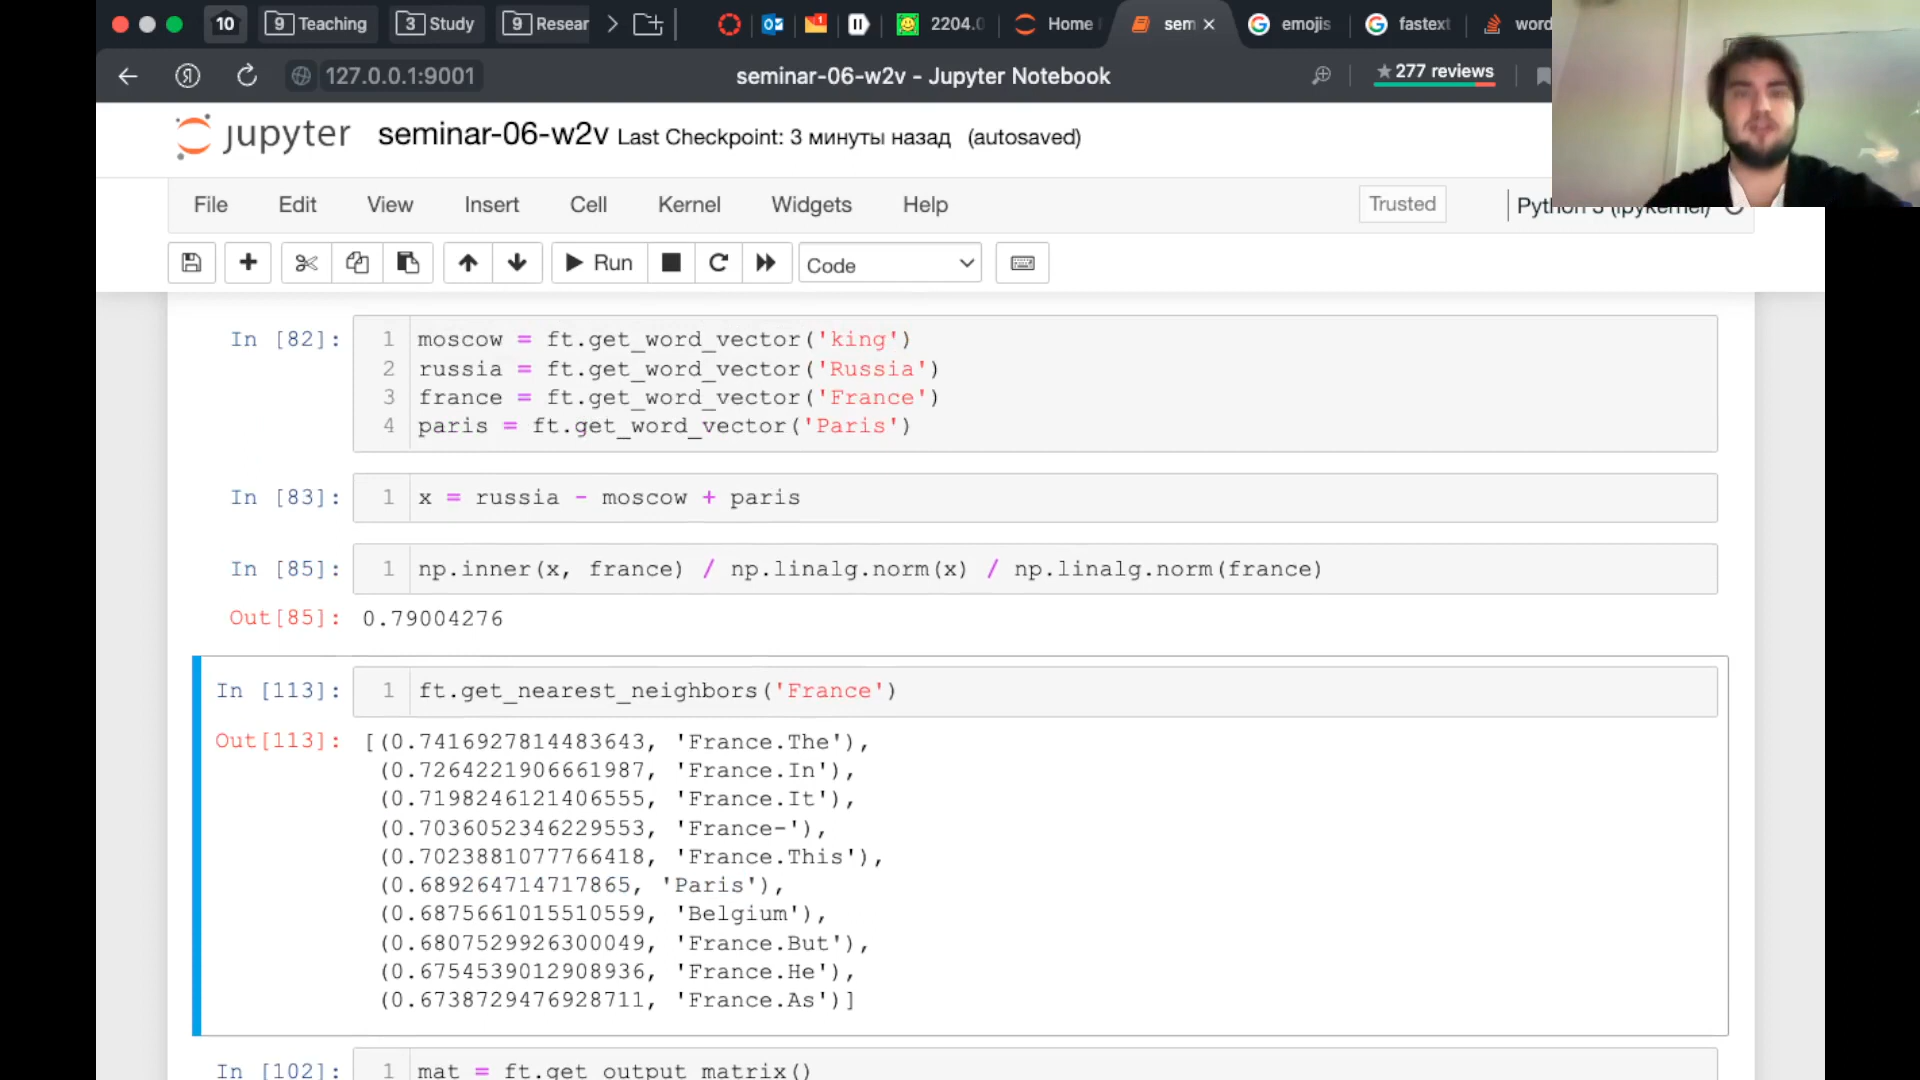 10 9 Teaching 3 Study 9 Resear 2204.0 Home sem emojis fastext word
127.0.0.1:9001 seminar-06-w2v - Jupyter Notebook ★277 reviews
jupyter seminar-06-w2v Last Checkpoint: 3 минуты назад (autosaved)
File Edit View Insert Cell Kernel Widgets Help Trusted Python 3 (ipykernel)
Run Code
In [82]: 1 moscow = ft.get_word_vector('king')
2 russia = ft.get_word_vector('Russia')
3 france = ft.get_word_vector('France')
4 paris = ft.get_word_vector('Paris')
In [83]: 1 x = russia - moscow + paris
In [85]: 1 np.inner(x, france) / np.linalg.norm(x) / np.linalg.norm(france)
Out[85]: 0.79004276
In [113]: 1 ft.get_nearest_neighbors('France')
Out[113]: [(0.7416927814483643, 'France.The'),
(0.7264221906661987, 'France.In'),
(0.7198246121406555, 'France.It'),
(0.7036052346229553, 'France-'),
(0.7023881077766418, 'France.This'),
(0.689264714717865, 'Paris'),
(0.6875661015510559, 'Belgium'),
(0.6807529926300049, 'France.But'),
(0.6754539012908936, 'France.He'),
(0.6738729476928711, 'France.As')]
In [102]: 1 mat = ft.get_output_matrix()